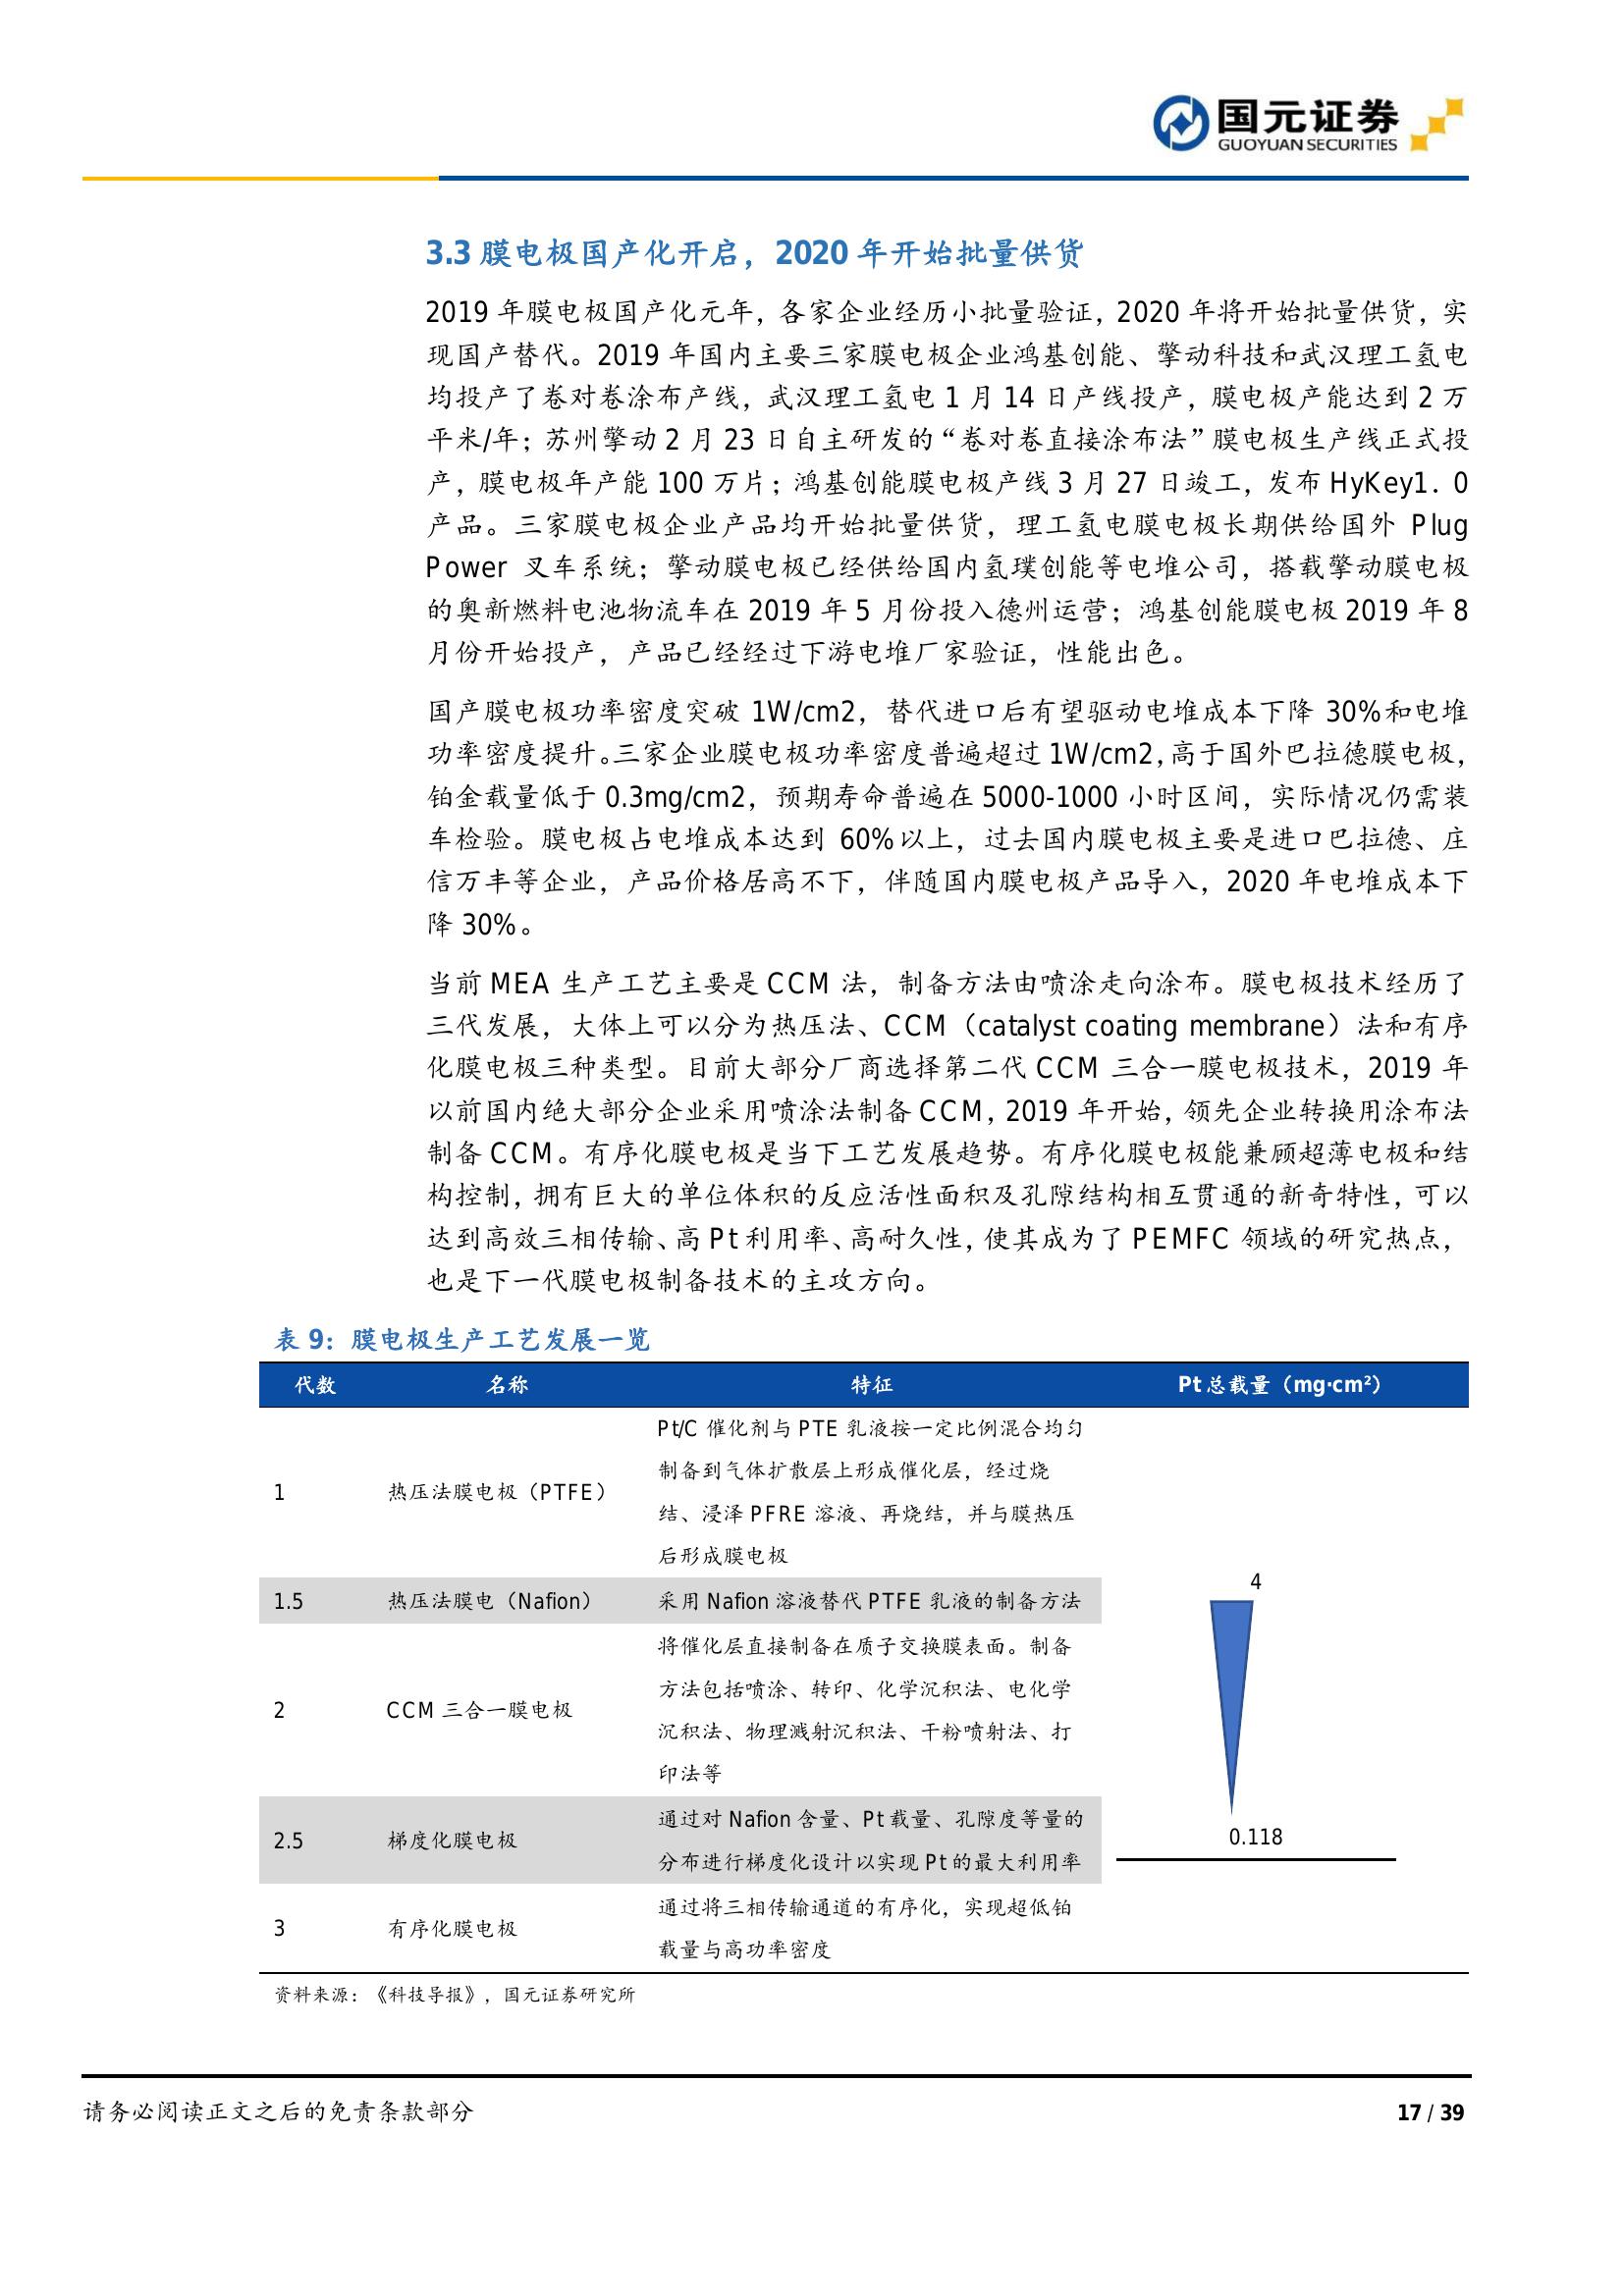 国元证券
GUOYUAN SECURITIES
3.3 膜电极国产化开启，2020 年开始批量供货
2019 年膜电极国产化元年，各家企业经历小批量验证，2020 年将开始批量供货，实
现国产替代。2019 年国内主要三家膜电极企业鸿基创能、擎动科技和武汉理工氢电
均投产了卷对卷涂布产线，武汉理工氢电 1 月 14 日产线投产，膜电极产能达到 2 万
平米/年；苏州擎动 2 月 23 日自主研发的“卷对卷直接涂布法”膜电极生产线正式投
产，膜电极年产能 100 万片；鸿基创能膜电极产线 3 月 27 日竣工，发布 HyKey1. 0
产品。三家膜电极企业产品均开始批量供货，理工氢电膜电极长期供给国外 Plug
Power 叉车系统；擎动膜电极已经供给国内氢璞创能等电堆公司，搭载擎动膜电极
的奥新燃料电池物流车在 2019 年 5 月份投入德州运营；鸿基创能膜电极 2019 年 8
月份开始投产，产品已经经过下游电堆厂家验证，性能出色。
国产膜电极功率密度突破 1W/cm2，替代进口后有望驱动电堆成本下降 30%和电堆
功率密度提升。三家企业膜电极功率密度普遍超过 1W/cm2，高于国外巴拉德膜电极，
铂金载量低于 0.3mg/cm2，预期寿命普遍在 5000-1000 小时区间，实际情况仍需装
车检验。膜电极占电堆成本达到 60%以上，过去国内膜电极主要是进口巴拉德、庄
信万丰等企业，产品价格居高不下，伴随国内膜电极产品导入，2020 年电堆成本下
降 30%。
当前 MEA 生产工艺主要是 CCM 法，制备方法由喷涂走向涂布。膜电极技术经历了
三代发展，大体上可以分为热压法、CCM（catalyst coating membrane）法和有序
化膜电极三种类型。目前大部分厂商选择第二代 CCM 三合一膜电极技术，2019 年
以前国内绝大部分企业采用喷涂法制备 CCM，2019 年开始，领先企业转换用涂布法
制备 CCM。有序化膜电极是当下工艺发展趋势。有序化膜电极能兼顾超薄电极和结
构控制，拥有巨大的单位体积的反应活性面积及孔隙结构相互贯通的新奇特性，可以
达到高效三相传输、高 Pt 利用率、高耐久性，使其成为了 PEMFC 领域的研究热点，
也是下一代膜电极制备技术的主攻方向。
表 9：膜电极生产工艺发展一览
代数 名称 特征 Pt 总载量（mg·cm²）
Pt/C 催化剂与 PTE 乳液按一定比例混合均匀
制备到气体扩散层上形成催化层，经过烧
1 热压法膜电极（PTFE）
结、浸泽 PFRE 溶液、再烧结，并与膜热压
后形成膜电极
4
1.5 热压法膜电（Nafion） 采用 Nafion 溶液替代 PTFE 乳液的制备方法
将催化层直接制备在质子交换膜表面。制备
方法包括喷涂、转印、化学沉积法、电化学
2 CCM 三合一膜电极
沉积法、物理溅射沉积法、干粉喷射法、打
印法等
通过对 Nafion 含量、Pt 载量、孔隙度等量的
2.5 梯度化膜电极
0.118
分布进行梯度化设计以实现 Pt 的最大利用率
通过将三相传输通道的有序化，实现超低铂
3 有序化膜电极
载量与高功率密度
资料来源：《科技导报》，国元证券研究所
请务必阅读正文之后的免责条款部分 17 / 39